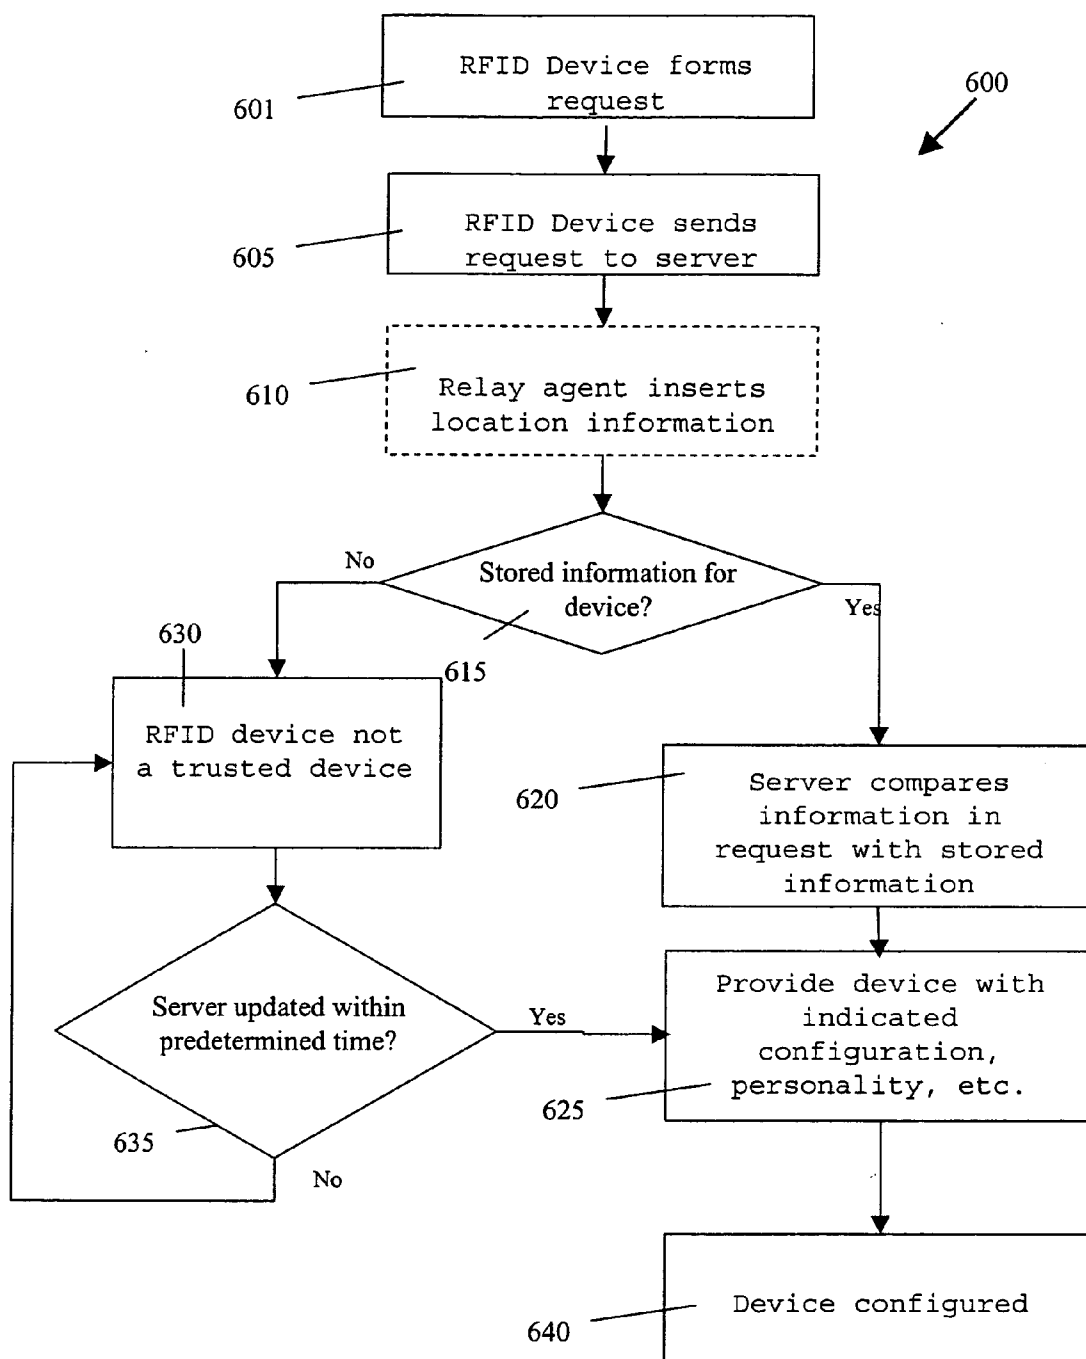 RFID Device forms
request
601
600
RFID Device sends
request to server
605
Relay agent inserts
location information
610
No
Stored information for
device?
Yes
615
630
RFID device not
a trusted device
620
Server compares
information in
request with stored
information
Server updated within
predetermined time?
Yes
635
No
Provide device with
indicated
configuration,
personality, etc.
625
Device configured
640